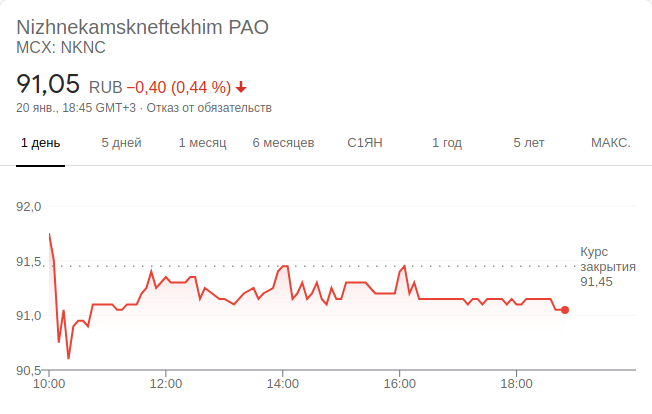 Nizhnekamskneftekhim PAO
MCX: NKNC
91,05 RUB −0,40 (0,44 %)
20 янв., 18:45 GMT+3 · Отказ от обязательств
1 день 5 дней 1 месяц 6 месяцев С1ЯН 1 год 5 лет МАКС.
92,0
91,5
91,0
90,5
Курс
закрытия
91,45
10:00 12:00 14:00 16:00 18:00